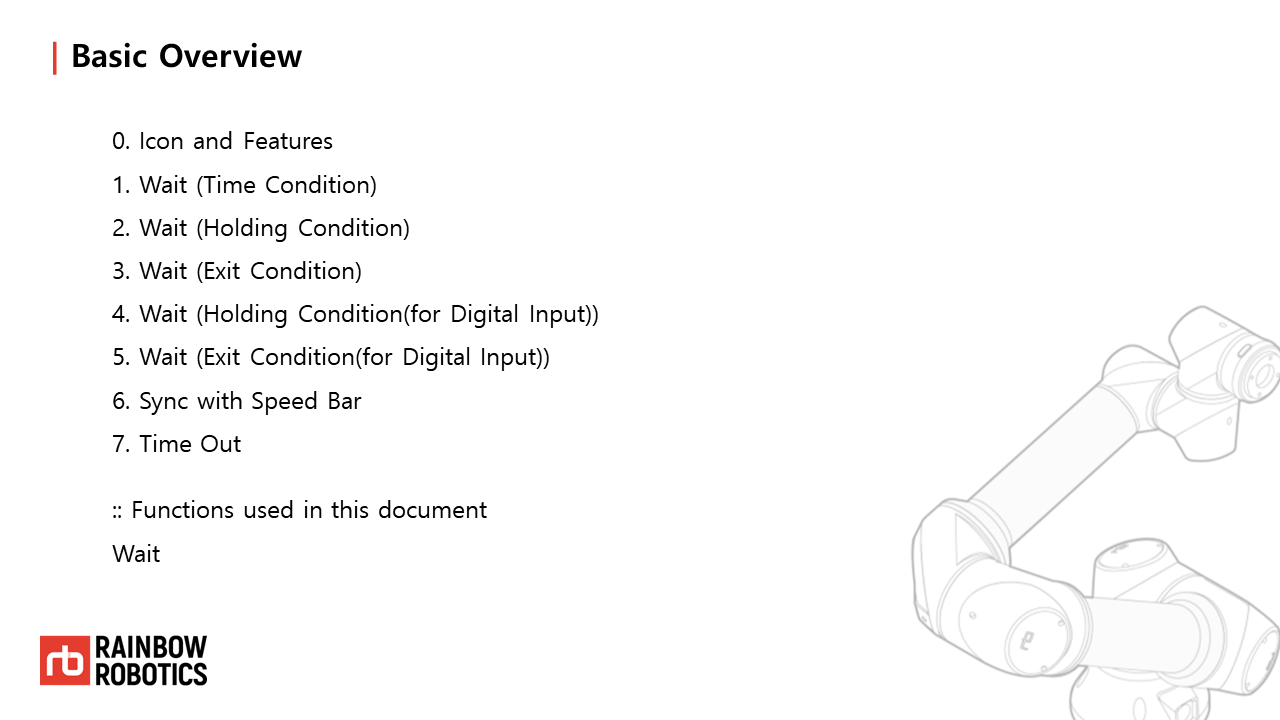 Basic Overview
0. Icon and Features
1. Wait (Time Condition)
2. Wait (Holding Condition)
3. Wait (Exit Condition)
4. Wait (Holding Condition(for Digital Input))
5. Wait (Exit Condition(for Digital Input))
6. Sync with Speed Bar
7. Time Out
:: Functions used in this document
Wait
rb
RAINBOW
ROBOTICS